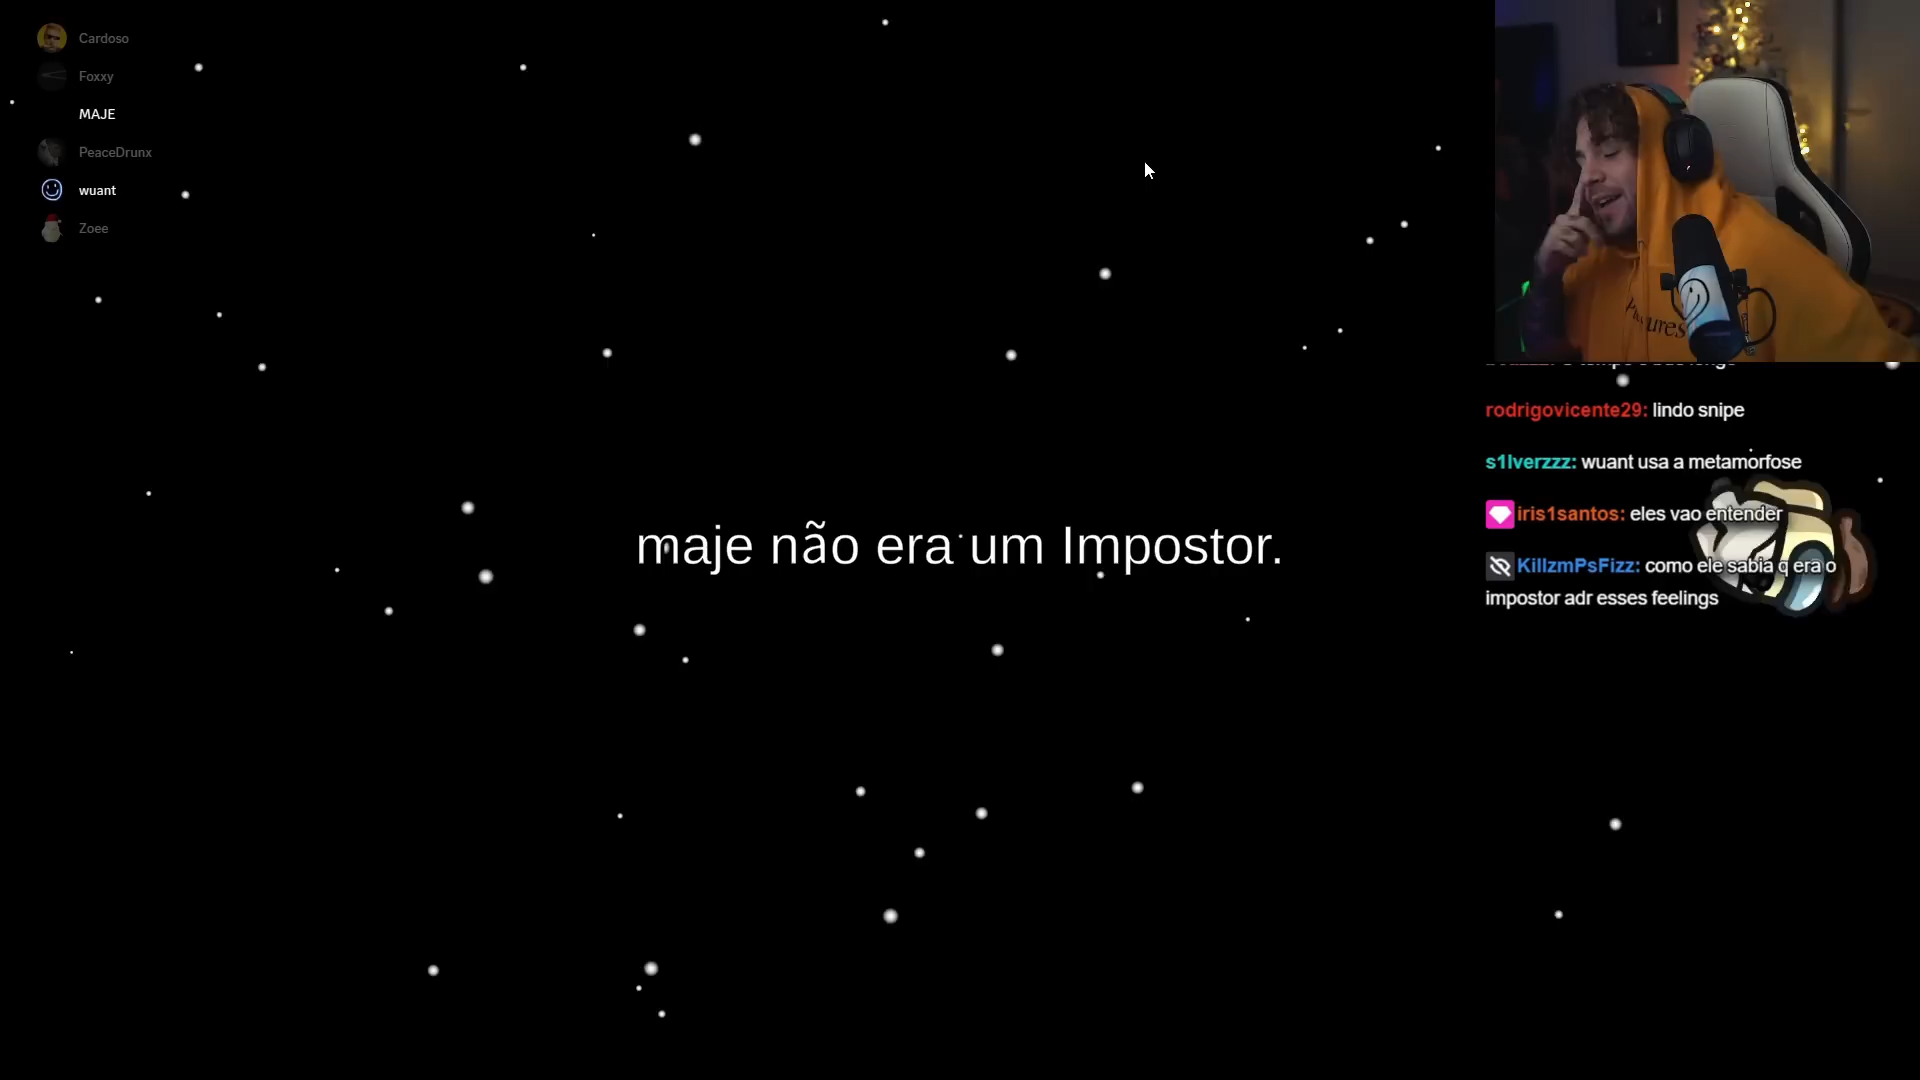 Cardoso
Foxxy
MAJE
PeaceDrunx
wuant
Zoee
rodrigovicente29: lindo snipe
s1lverzzz: wuant usa a metamorfose
iris1santos: eles vao entender
KillzmPsFizz: como ele sabia q era o
impostor adr esses feelings
maje não era um Impostor.